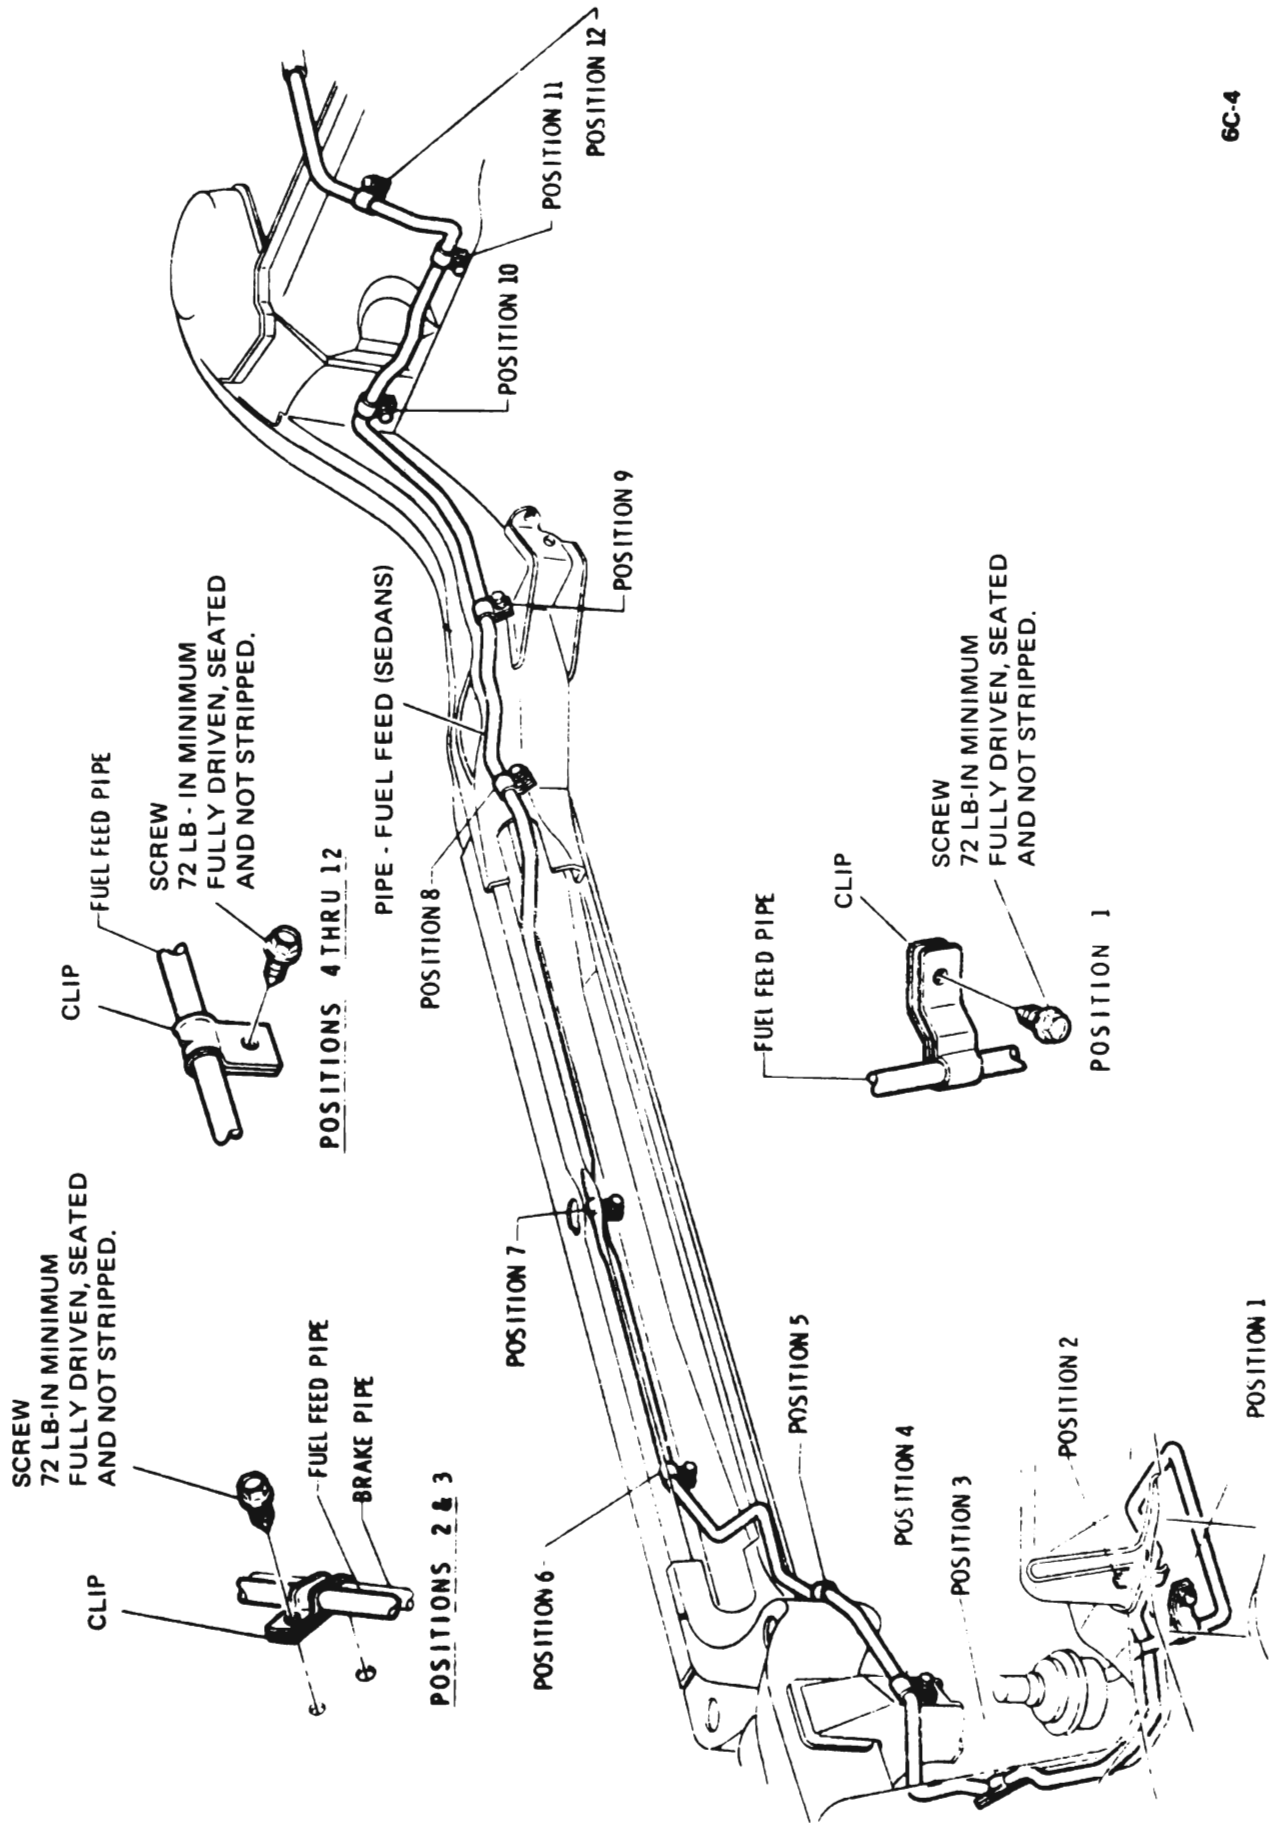 SCREW
72 LB-IN MINIMUM
FULLY DRIVEN, SEATED
AND NOT STRIPPED.
CLIP
FUEL FEED PIPE
BRAKE PIPE
POSITIONS 2 & 3
CLIP
FUEL FEED PIPE
SCREW
72 LB - IN MINIMUM
FULLY DRIVEN, SEATED
AND NOT STRIPPED.
POSITIONS 4 THRU 12
PIPE - FUEL FEED (SEDANS)
POSITION 8
POSITION 7
POSITION 6
POSITION 9
POSITION 10
POSITION 11
POSITION 12
POSITION 5
POSITION 4
POSITION 3
POSITION 2
POSITION 1
FUEL FEED PIPE
CLIP
SCREW
72 LB-IN MINIMUM
FULLY DRIVEN, SEATED
AND NOT STRIPPED.
POSITION 1
6C-4